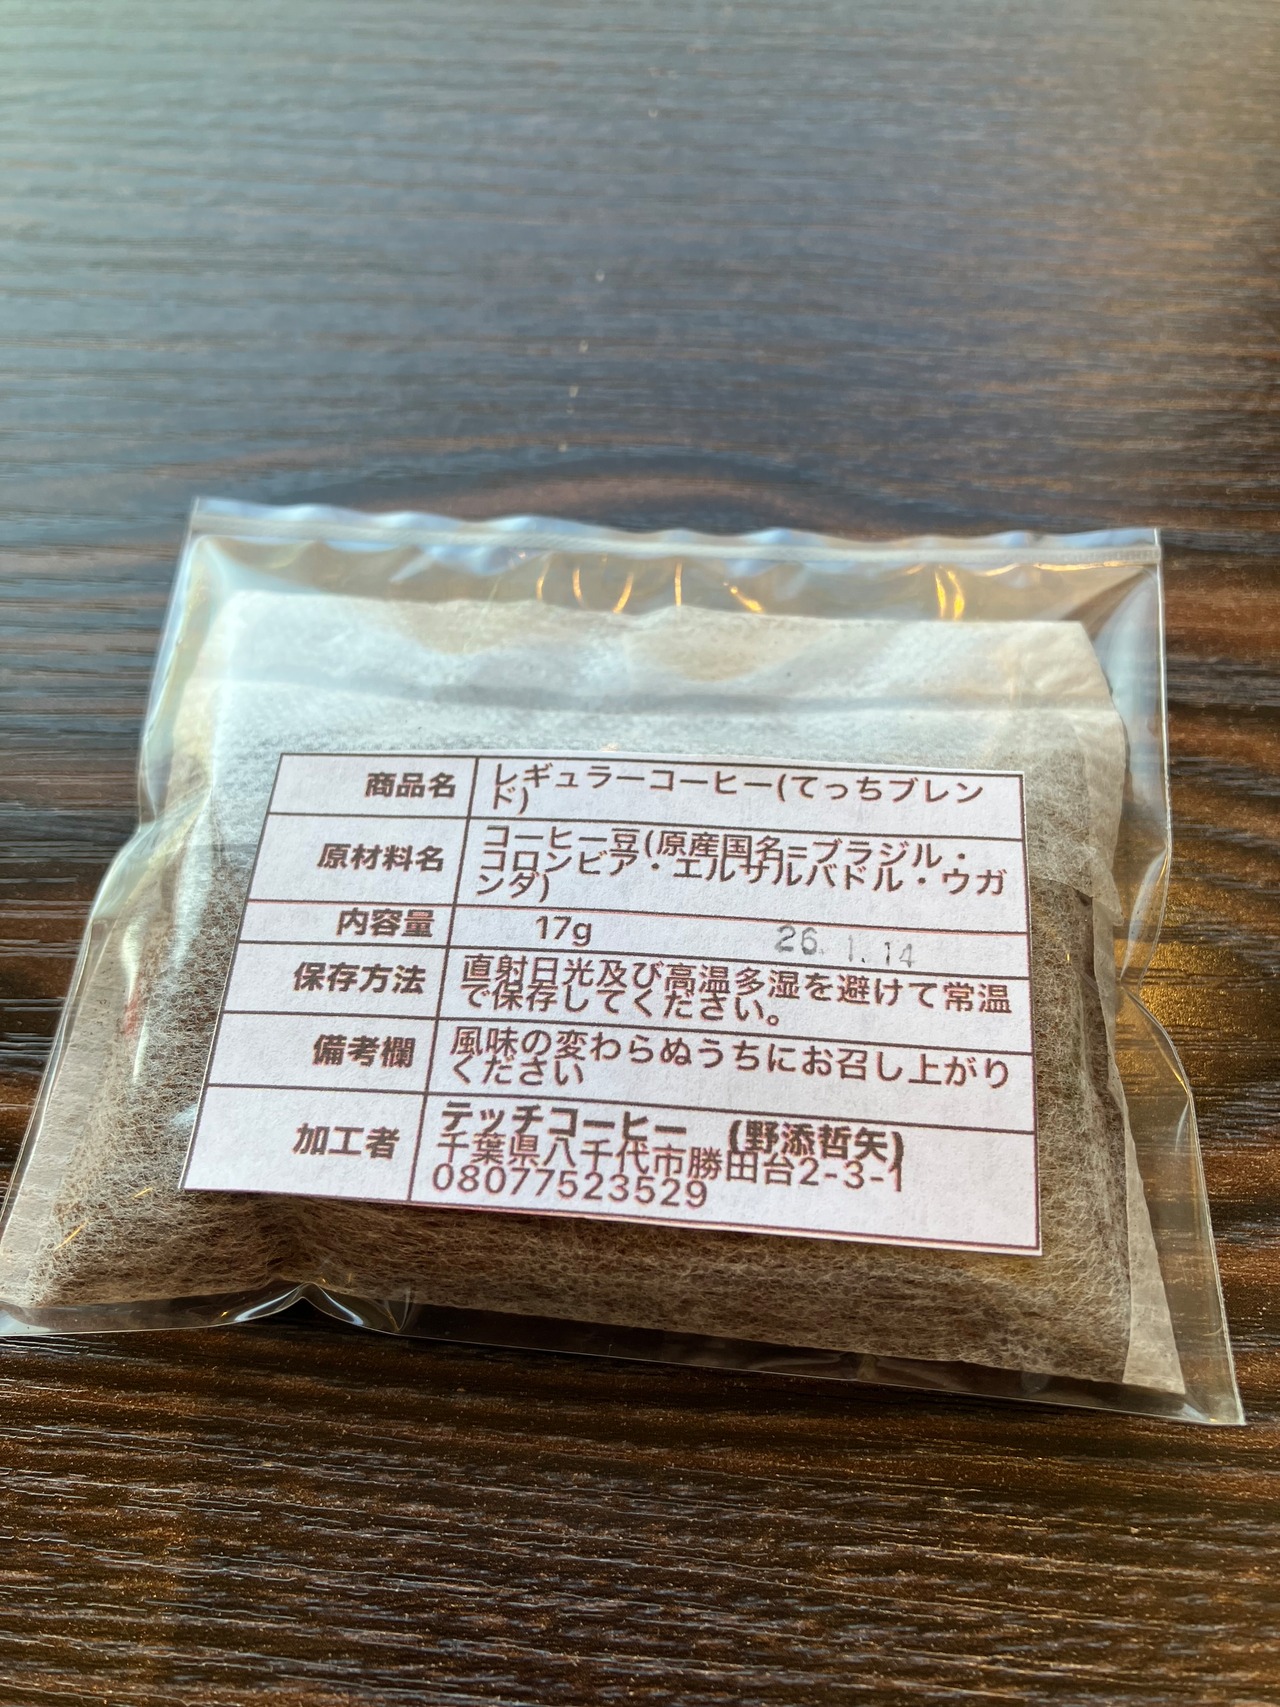 商品名
レギュラーコーヒー(てっちブレン
ド)
原材料名
コーヒー豆(原産国名=ブラジル・
コロンビア・エルサルバドル・ウガ
ンダ)
内容量
17g
26. 1. 14
保存方法
直射日光及び高温多湿を避けて常温
で保存してください。
備考欄
風味の変わらぬうちにお召し上がり
ください
加工者
テッチコーヒー (野添哲矢)
千葉県八千代市勝田台2-3-1
08077523529